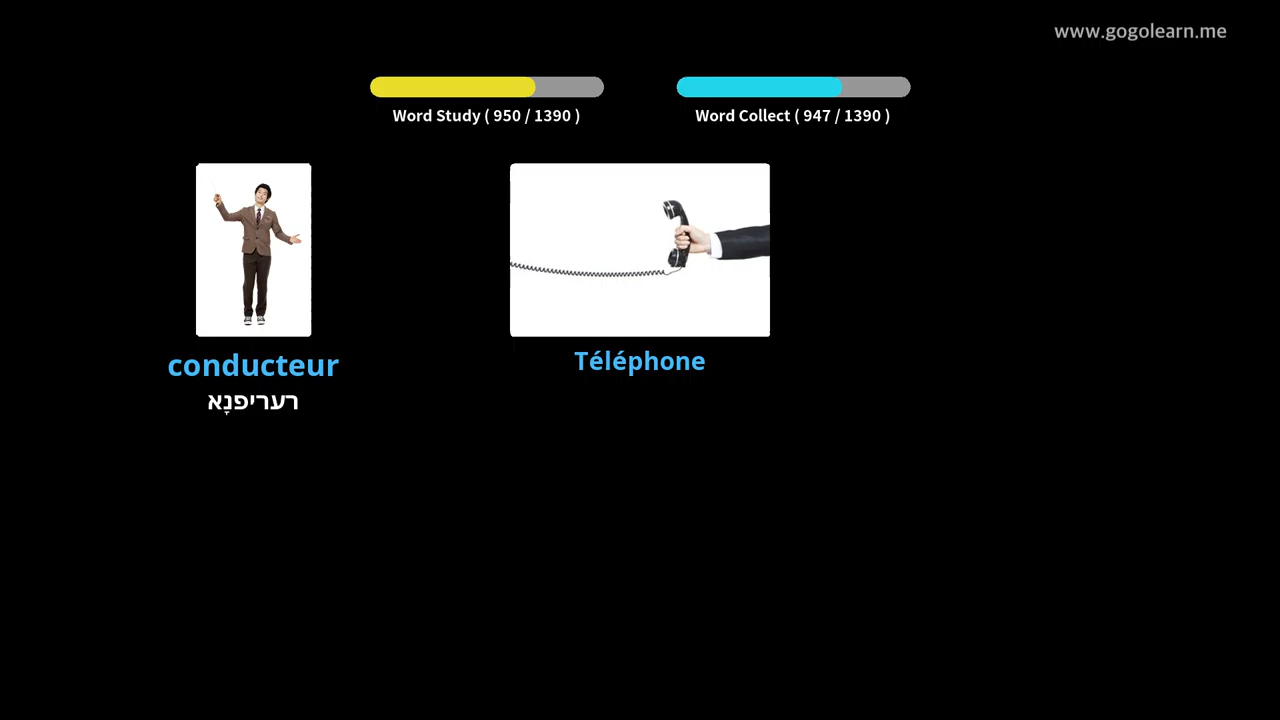 www.gogolearn.me
Word Study ( 950 / 1390 )
Word Collect ( 947 / 1390 )
conducteur
רעריפנָא
Téléphone